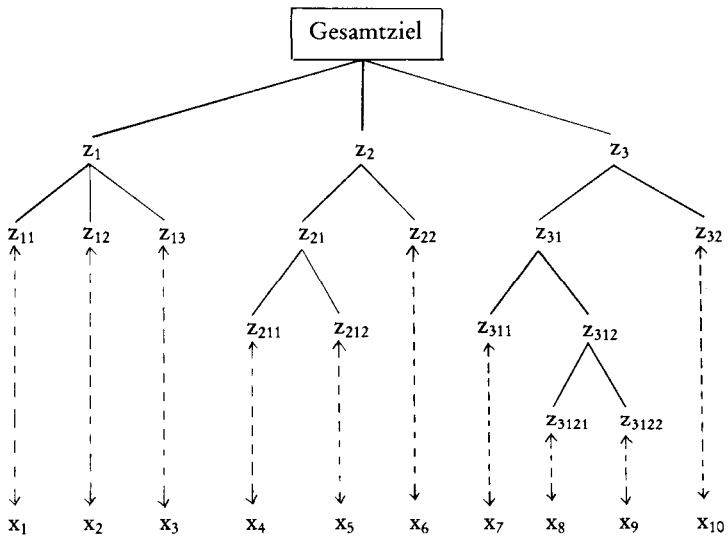 Gesamtziel
z₁ z₂ z₃
z₁₁ z₁₂ z₁₃ z₂₁ z₂₂ z₃₁ z₃₂
z₂₁₁ z₂₁₂ z₃₁₁ z₃₁₂
z₃₁₂₁ z₃₁₂₂
x₁ x₂ x₃ x₄ x₅ x₆ x₇ x₈ x₉ x₁₀